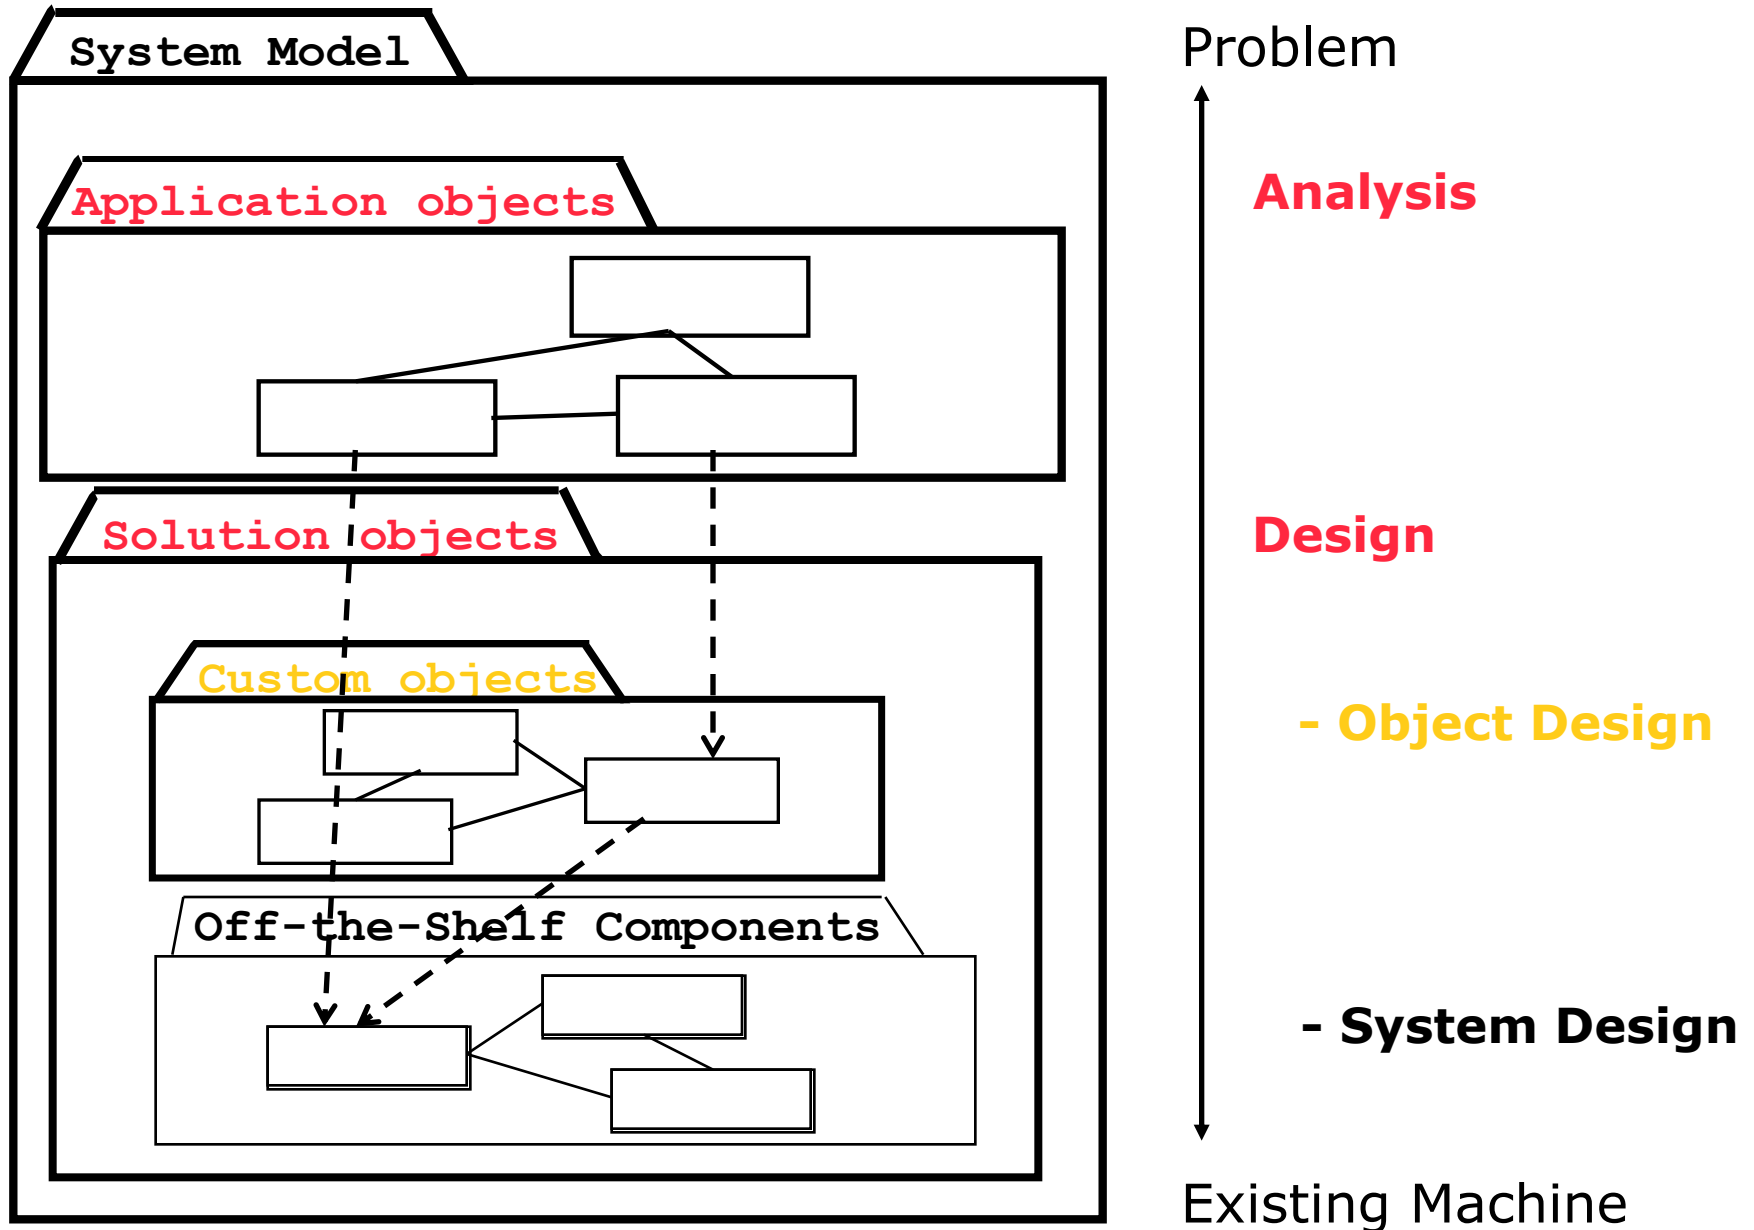 System Model
Problem
Application objects
Analysis
Solution objects
Design
Custom objects
- Object Design
Off-the-Shelf Components
- System Design
Existing Machine